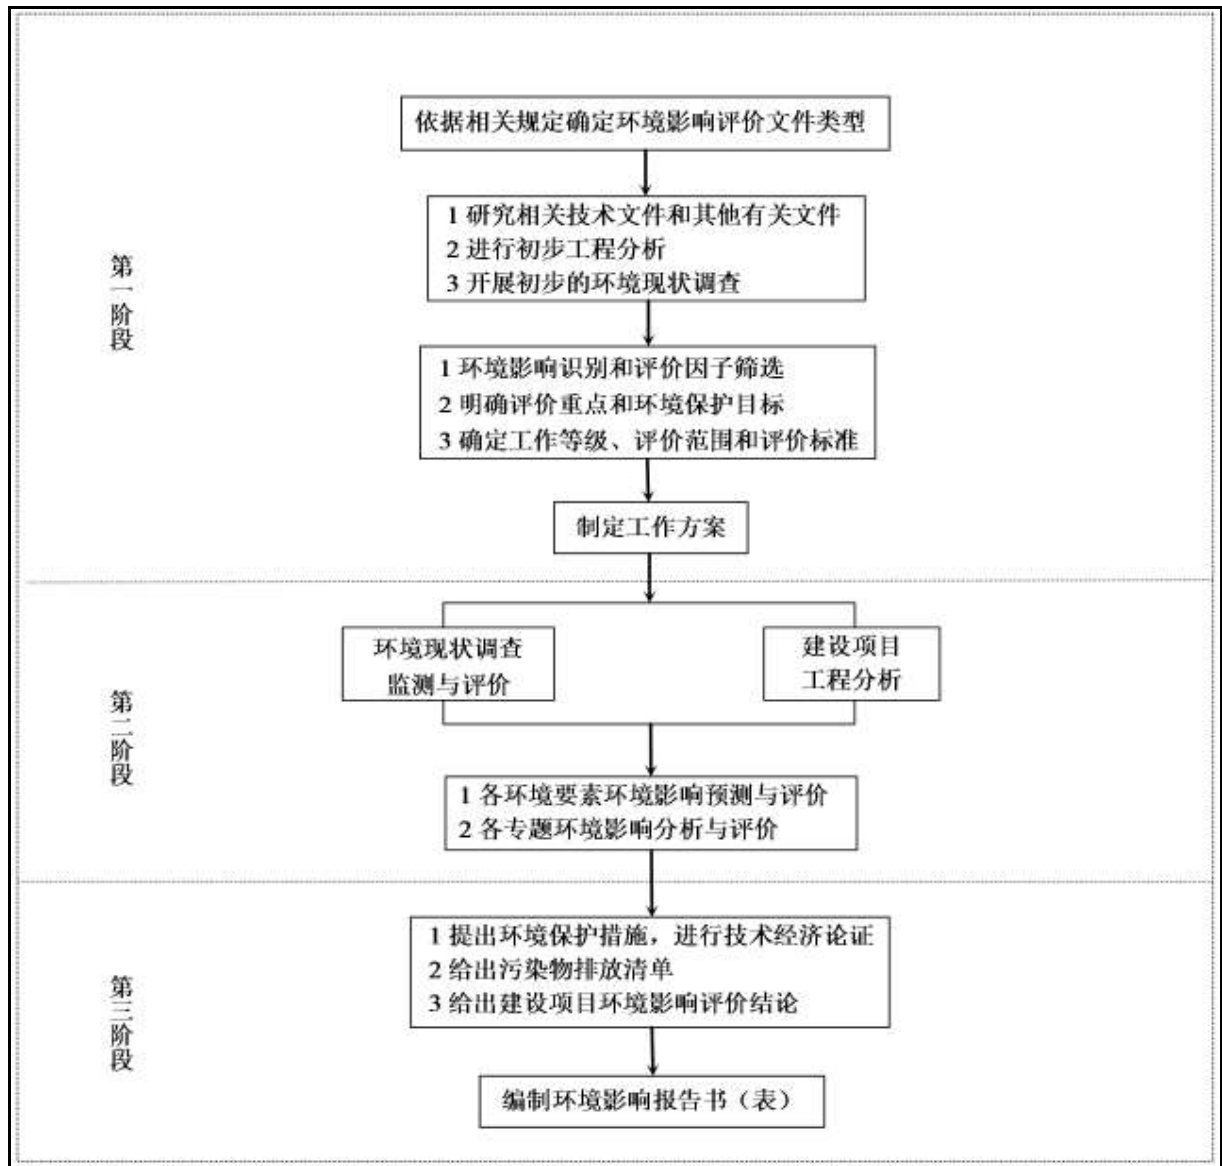 依据相关规定确定环境影响评价文件类型
1 研究相关技术文件和其他有关文件
2 进行初步工程分析
3 开展初步的环境现状调查
第一阶段
1 环境影响识别和评价因子筛选
2 明确评价重点和环境保护目标
3 确定工作等级、评价范围和评价标准
制定工作方案
环境现状调查
监测与评价
建设项目
工程分析
第二阶段
1 各环境要素环境影响预测与评价
2 各专题环境影响分析与评价
1 提出环境保护措施，进行技术经济论证
2 给出污染物排放清单
3 给出建设项目环境影响评价结论
第三阶段
编制环境影响报告书（表）